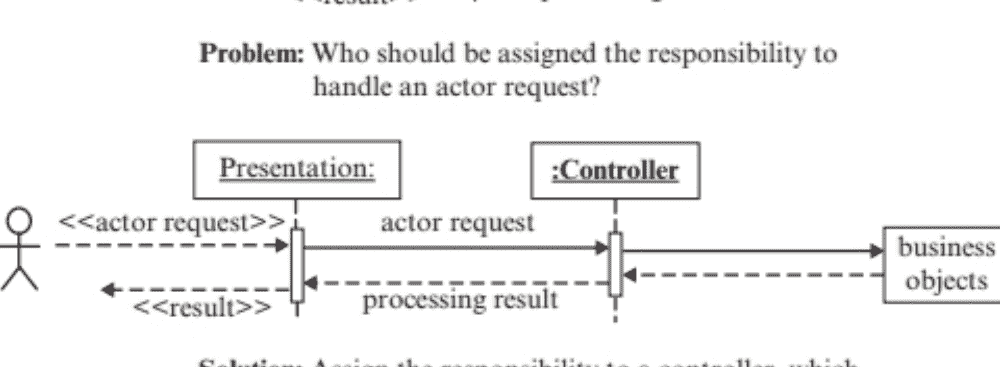 <<result>>
Problem: Who should be assigned the responsibility to
handle an actor request?
Presentation:
:Controller
<<actor request>>
actor request
business
objects
<<result>>
processing result
Solution: Assign the responsibility to a controller, which